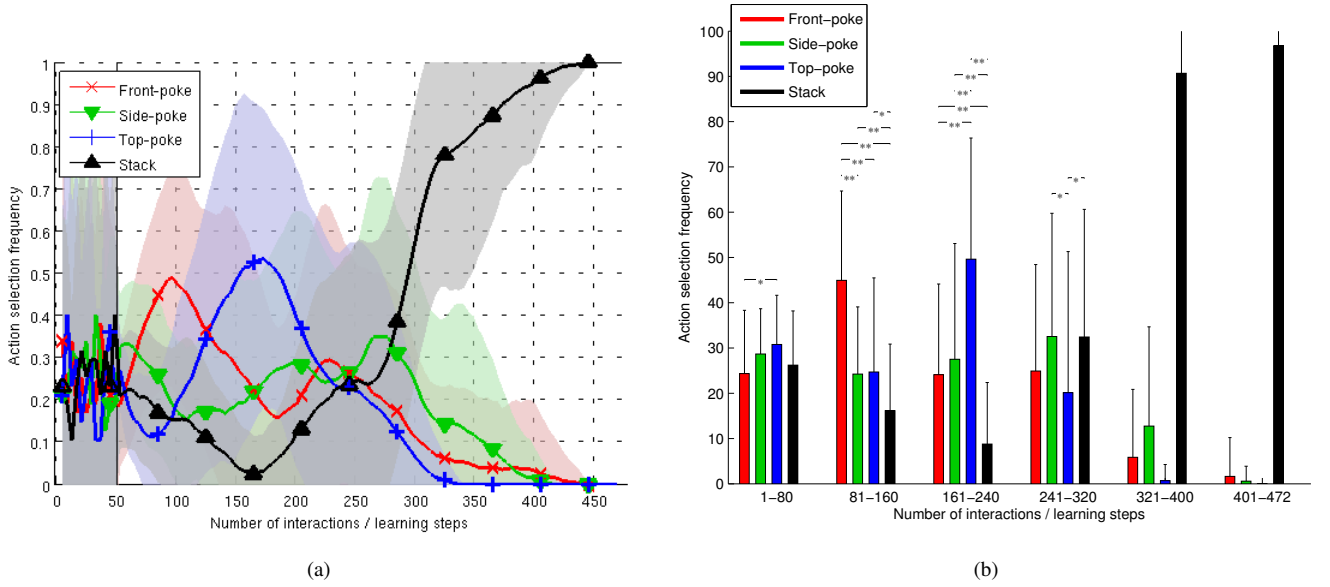 1
0.9
0.8
0.7
0.6
0.5
0.4
0.3
0.2
0.1
0
Action selection frequency
Front-poke
Side-poke
Top-poke
Stack
0 50 100 150 200 250 300 350 400 450
Number of interactions / learning steps
(a)
100
90
80
70
60
50
40
30
20
10
0
Action selection frequency
Front−poke
Side−poke
Top−poke
Stack
*
**
**
**
**
*
**
**
**
**
*
*
1−80 81−160 161−240 241−320 321−400 401−472
Number of interactions / learning steps
(b)